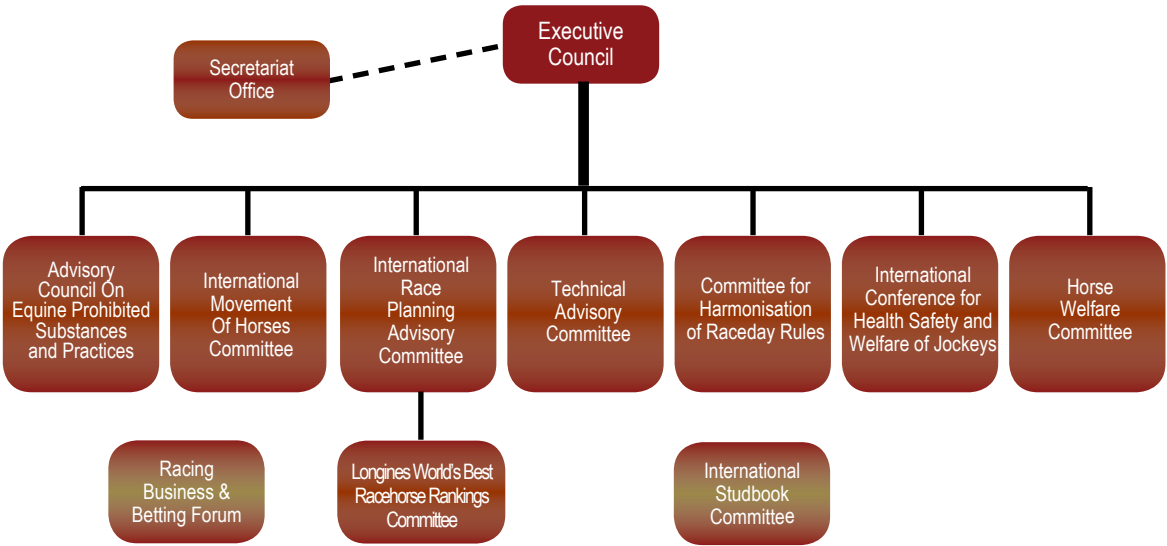 Executive
Council
Secretariat
Office
Advisory
Council On
Equine Prohibited
Substances
and Practices
International
Movement
Of Horses
Committee
International
Race
Planning
Advisory
Committee
Technical
Advisory
Committee
Committee for
Harmonisation
of Raceday Rules
International
Conference for
Health Safety and
Welfare of Jockeys
Horse
Welfare
Committee
Racing
Business &
Betting Forum
Longines World's Best
Racehorse Rankings
Committee
International
Studbook
Committee